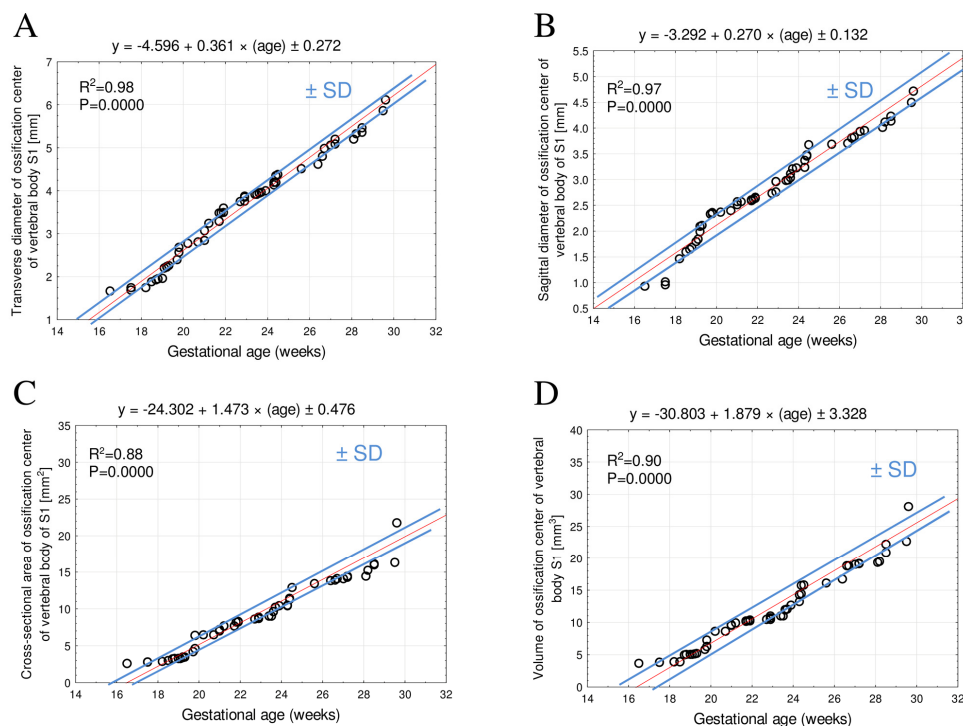 A
y = -4.596 + 0.361 × (age) ± 0.272
R²=0.98
P=0.0000
± SD
Transverse diameter of ossification center
of vertebral body S1 [mm]
7
6
5
4
3
2
1
14 16 18 20 22 24 26 28 30 32
Gestational age (weeks)
B
y = -3.292 + 0.270 × (age) ± 0.132
R²=0.97
P=0.0000
± SD
Sagittal diameter of ossification center of
vertebral body S1 [mm]
5.5
5.0
4.5
4.0
3.5
3.0
2.5
2.0
1.5
1.0
0.5
14 16 18 20 22 24 26 28 30 32
Gestational age (weeks)
C
y = -24.302 + 1.473 × (age) ± 0.476
R²=0.88
P=0.0000
± SD
Cross-sectional area of ossification center
of vertebral body of S1 [mm²]
35
30
25
20
15
10
5
0
14 16 18 20 22 24 26 28 30 32
Gestational age (weeks)
D
y = -30.803 + 1.879 × (age) ± 3.328
R²=0.90
P=0.0000
± SD
Volume of ossification center of vertebral
body S1 [mm³]
40
35
30
25
20
15
10
5
0
14 16 18 20 22 24 26 28 30 32
Gestational age (weeks)